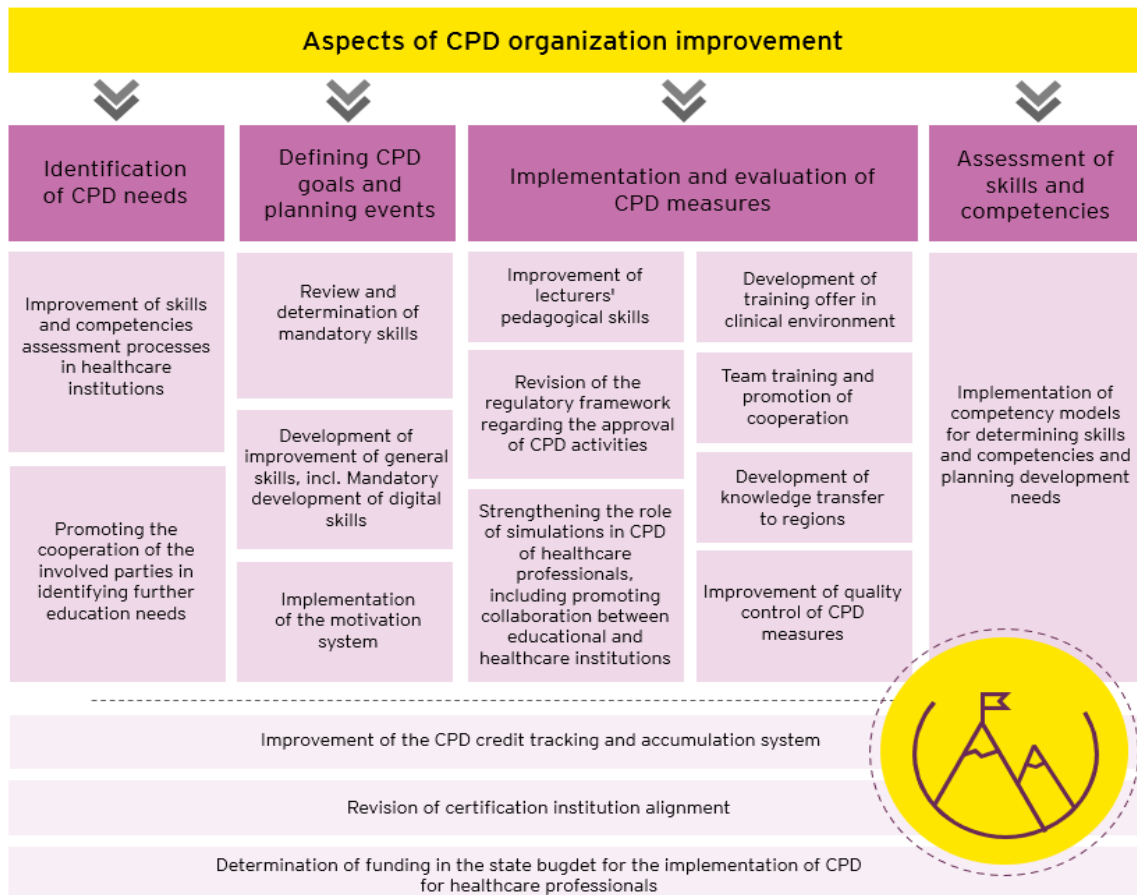 Aspects of CPD organization improvement
Identification
of CPD needs
Defining CPD
goals and
planning events
Implementation and evaluation of
CPD measures
Assessment of
skills and
competencies
Improvement of skills
and competencies
assessment processes
in healthcare
institutions
Promoting the
cooperation of the
involved parties in
identifying further
education needs
Review and
determination of
mandatory skills
Development of
improvement of general
skills, incl. Mandatory
development of digital
skills
Implementation
of the motivation
system
Improvement of
lecturers'
pedagogical skills
Revision of the
regulatory framework
regarding the approval
of CPD activities
Strengthening the role
of simulations in CPD
of healthcare
professionals,
including promoting
collaboration between
educational and
healthcare institutions
Development of
training offer in
clinical environment
Team training and
promotion of
cooperation
Development of
knowledge transfer
to regions
Improvement of quality
control of CPD
measures
Implementation of
competency models
for determining skills
and competencies and
planning development
needs
Improvement of the CPD credit tracking and accumulation system
Revision of certification institution alignment
Determination of funding in the state bugdet for the implementation of CPD
for healthcare professionals